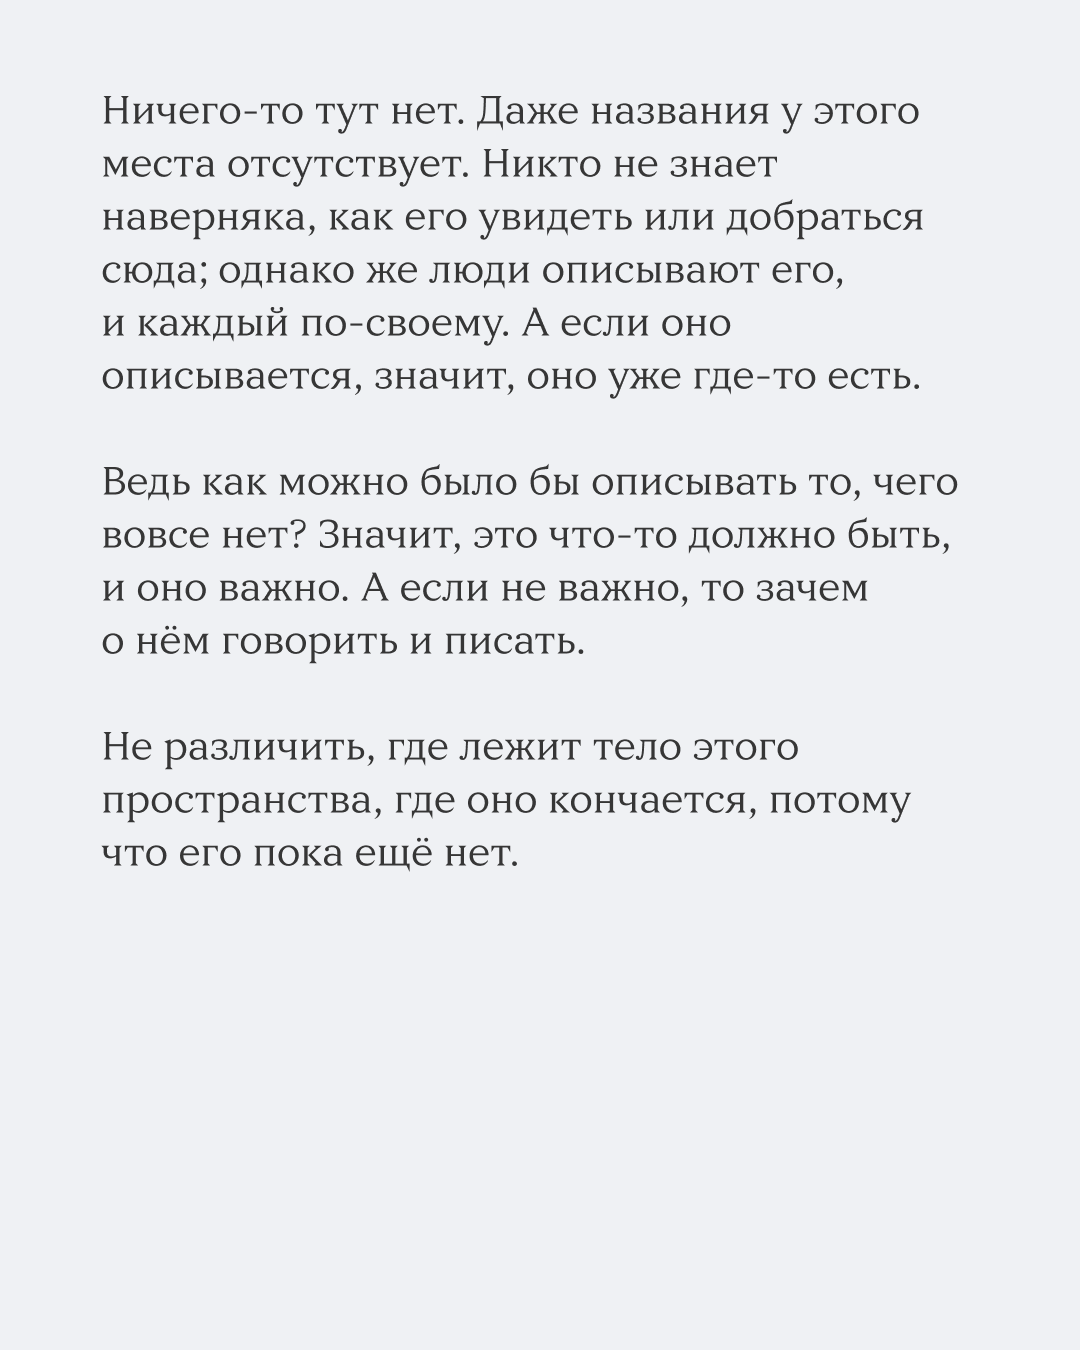 Ничего-то тут нет. Даже названия у этого
места отсутствует. Никто не знает
наверняка, как его увидеть или добраться
сюда; однако же люди описывают его,
и каждый по-своему. А если оно
описывается, значит, оно уже где-то есть.
Ведь как можно было бы описывать то, чего
вовсе нет? Значит, это что-то должно быть,
и оно важно. А если не важно, то зачем
о нём говорить и писать.
Не различить, где лежит тело этого
пространства, где оно кончается, потому
что его пока ещё нет.